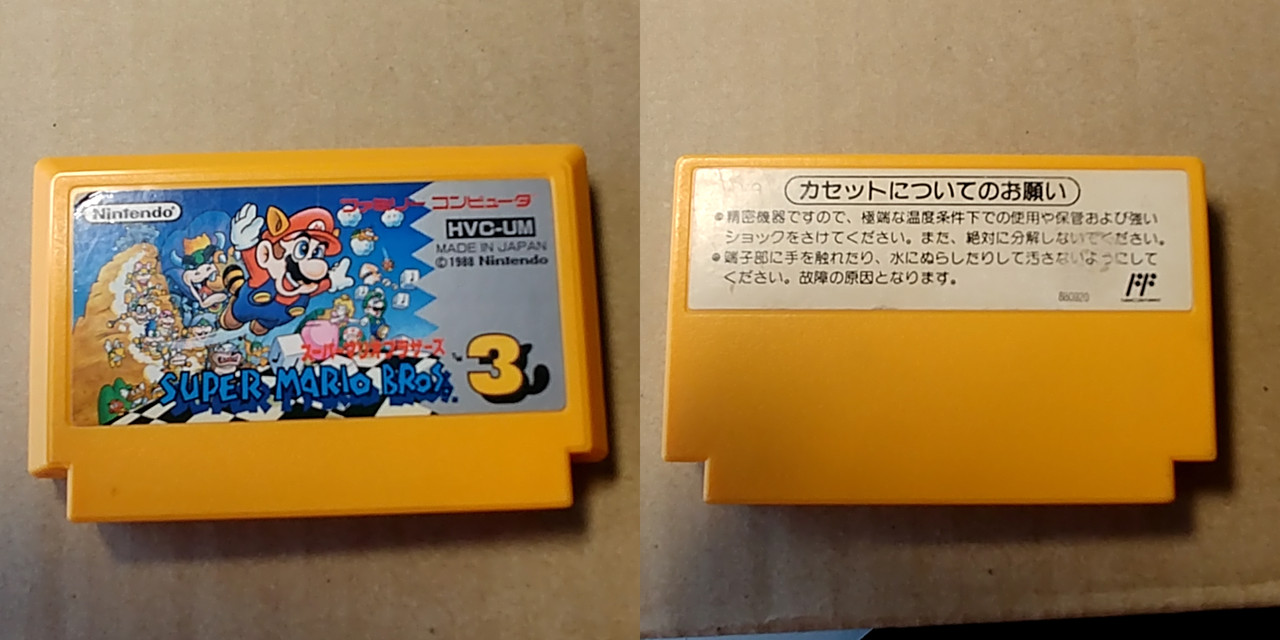 Nintendo
ファミリーコンピュータ
HVC-UM
MADE IN JAPAN
©1988 Nintendo
スーパーマリオブラザーズ
SUPER MARIO BROS. 3
カセットについてのお願い
●精密機器ですので、極端な温度条件下での使用や保管および強い
ショックをさけてください。また、絶対に分解しないでください。
●端子部に手を触れたり、水にぬらしたりして汚さないようにして
ください。故障の原因となります。